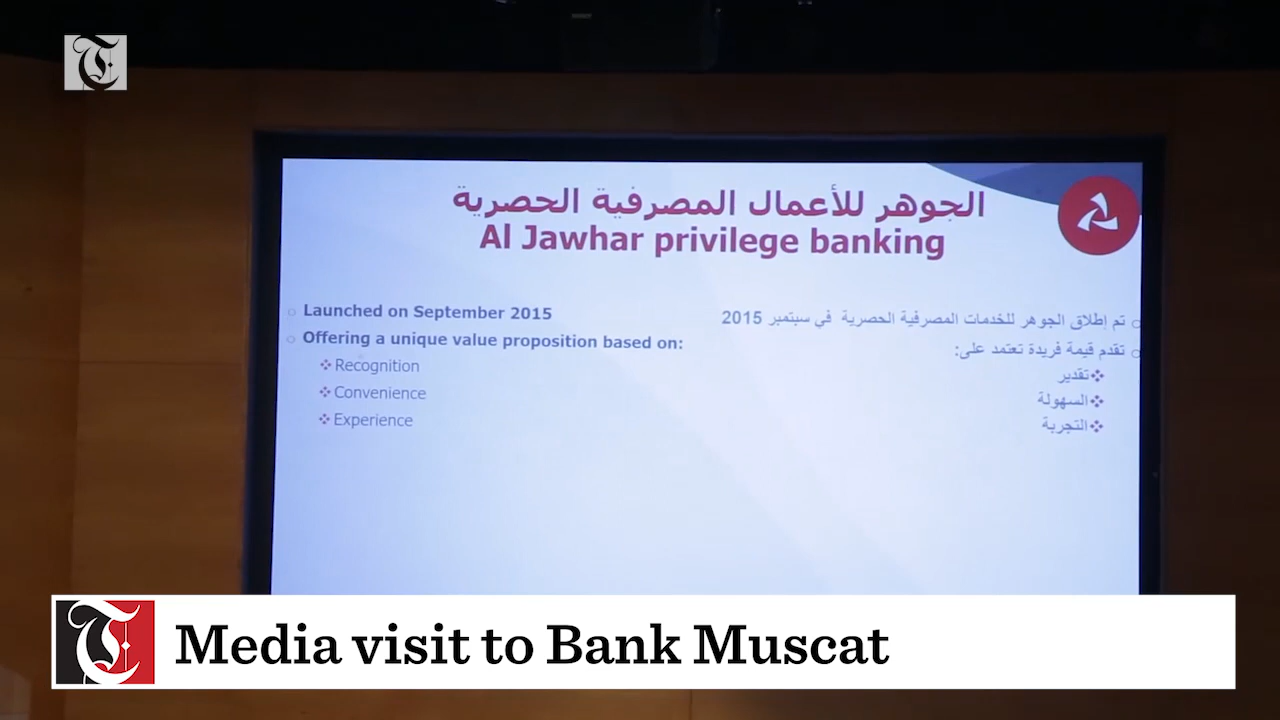 T
الجوهر للأعمال المصرفية الحصرية
Al Jawhar privilege banking
Launched on September 2015
Offering a unique value proposition based on:
Recognition
Convenience
Experience
تم إطلاق الجوهر للخدمات المصرفية الحصرية في سبتمبر 2015
تقدم قيمة فريدة تعتمد على:
تقدير
السهولة
التجربة
T
Media visit to Bank Muscat